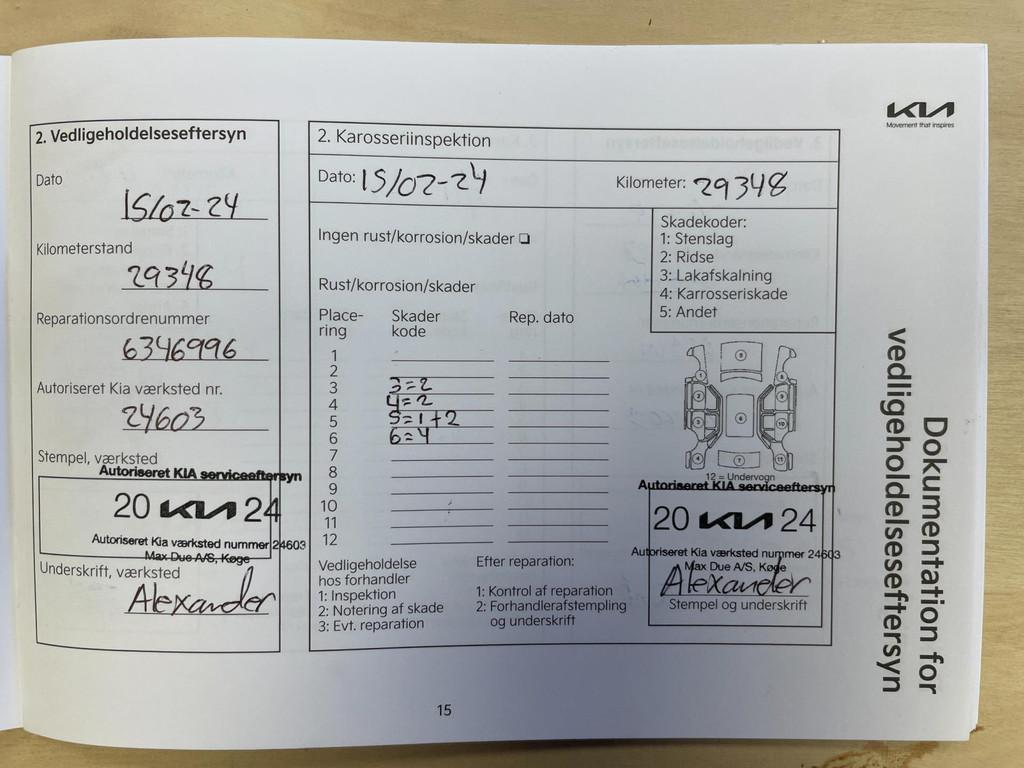 KIA
Movement that inspires
Dokumentation for
vedligeholdelseseftersyn
2. Vedligeholdelseseftersyn
Dato
15/02-24
Kilometerstand
29348
Reparationsordrenummer
6346996
Autoriseret Kia værksted nr.
24603
Stempel, værksted
Autoriseret KIA serviceeftersyn
20 KIA 24
Autoriseret Kia værksted nummer 24603
Max Due A/S, Køge
Underskrift, værksted
Alexander
2. Karosseriinspektion
Dato: 15/02-24
Kilometer: 29348
Ingen rust/korrosion/skader ❏
Rust/korrosion/skader
Skadekoder:
1: Stenslag
2: Ridse
3: Lakafskalning
4: Karrosseriskade
5: Andet
Place-
ring
Skader
kode
Rep. dato
1
2
3 3=2
4 4=2
5 5=1+2
6 6=4
7
8
9
10
11
12
12 = Undervogn
Autoriseret KIA serviceeftersyn
20 KIA 24
Autoriseret Kia værksted nummer 24603
Max Due A/S, Køge
Alexander
Stempel og underskrift
Vedligeholdelse
hos forhandler
1: Inspektion
2: Notering af skade
3: Evt. reparation
Efter reparation:
1: Kontrol af reparation
2: Forhandlerafstempling
og underskrift
15